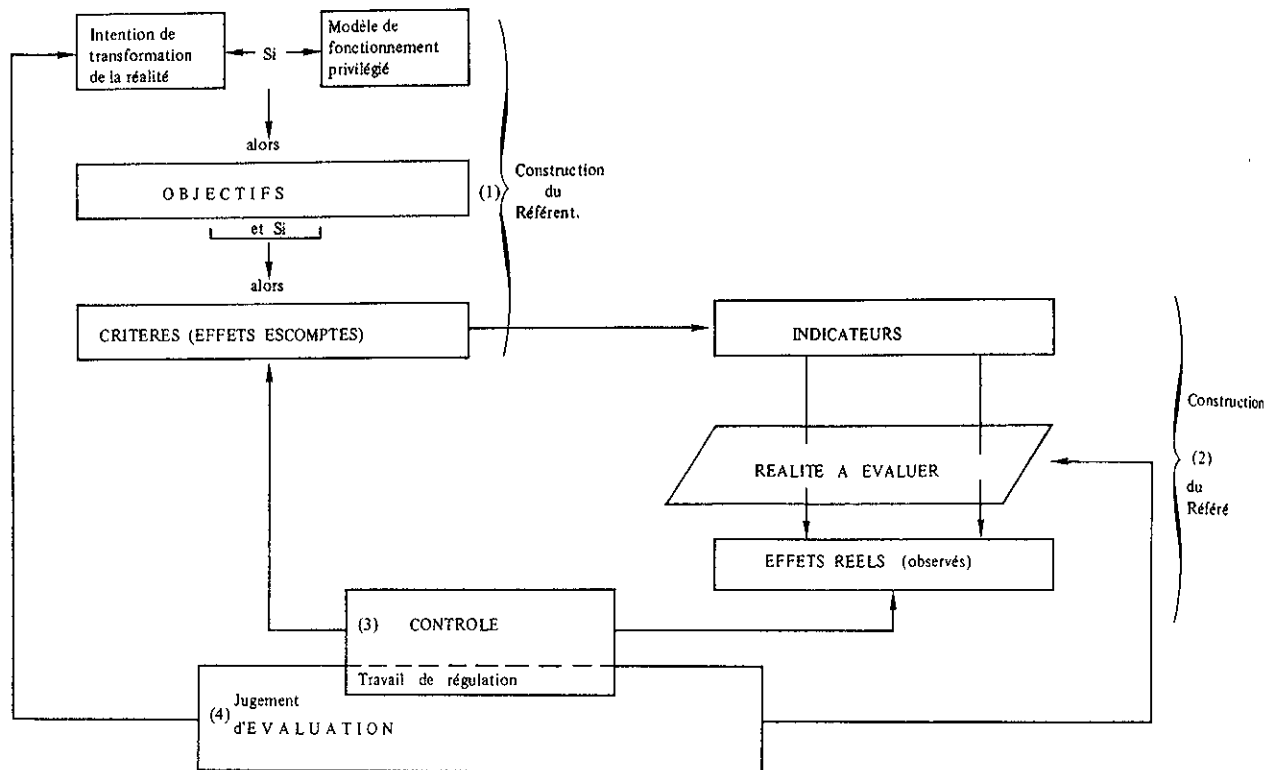 Intention de
transformation
de la réalité
Si
Modèle de
fonctionnement
privilégié
alors
OBJECTIFS
(1)
Construction
du
Référent.
et Si
alors
CRITERES (EFFETS ESCOMPTES)
INDICATEURS
REALITE A EVALUER
EFFETS REELS (observés)
Construction
(2)
du
Référé
(3) CONTROLE
Travail de régulation
(4) Jugement
d'EVALUATION